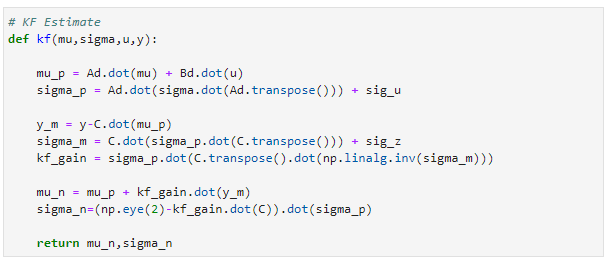 # KF Estimate
def kf(mu,sigma,u,y):
    mu_p = Ad.dot(mu) + Bd.dot(u)
    sigma_p = Ad.dot(sigma.dot(Ad.transpose())) + sig_u
    y_m = y-C.dot(mu_p)
    sigma_m = C.dot(sigma_p.dot(C.transpose())) + sig_z
    kf_gain = sigma_p.dot(C.transpose().dot(np.linalg.inv(sigma_m)))
    mu_n = mu_p + kf_gain.dot(y_m)
    sigma_n=(np.eye(2)-kf_gain.dot(C)).dot(sigma_p)
    return mu_n,sigma_n